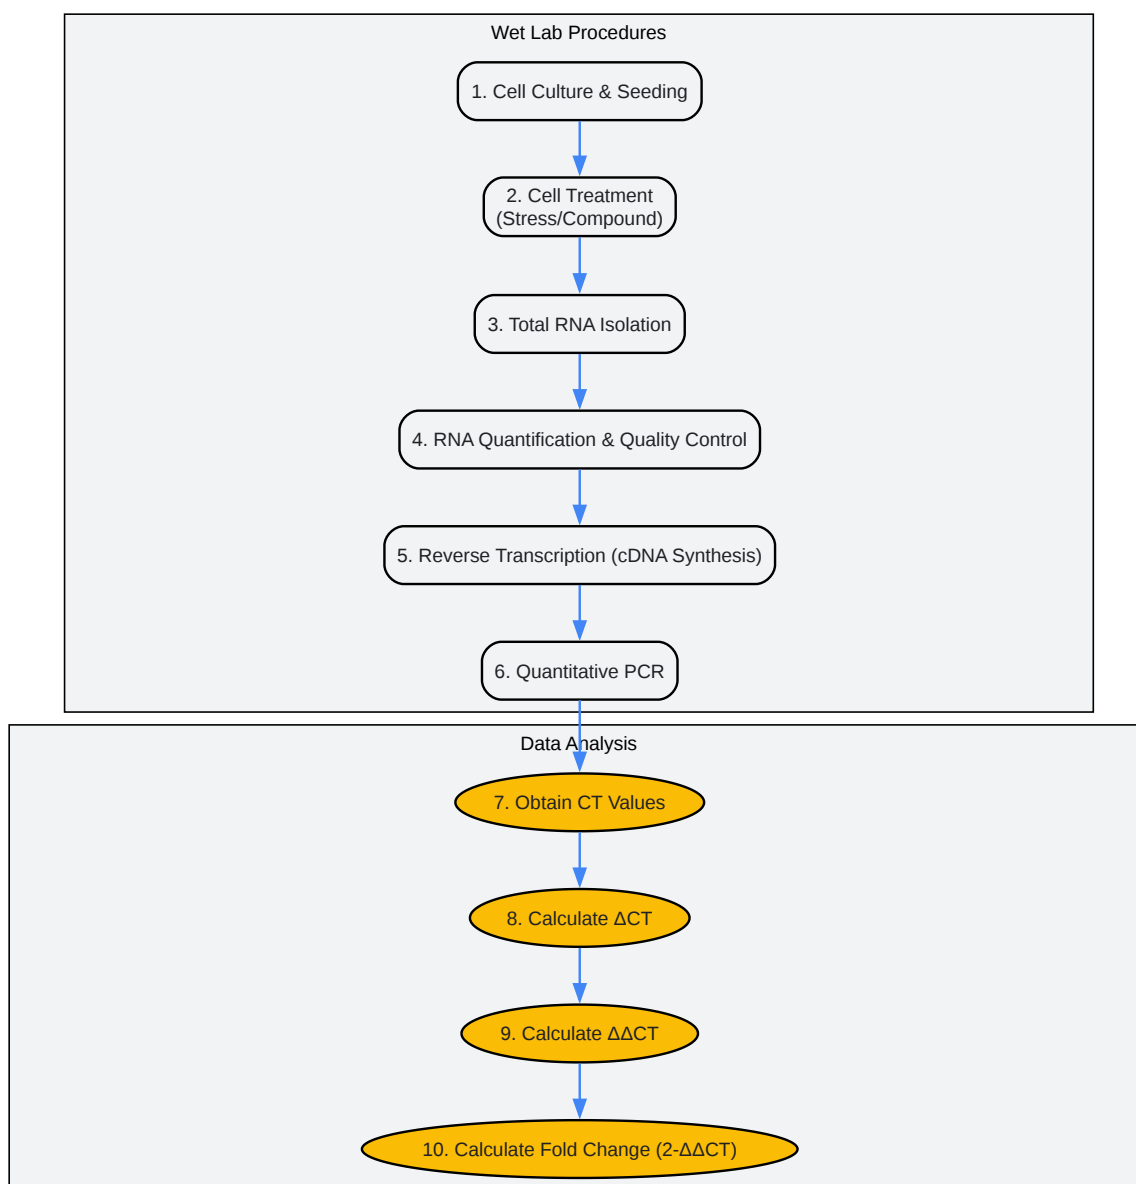 Wet Lab Procedures
1. Cell Culture & Seeding
2. Cell Treatment
(Stress/Compound)
3. Total RNA Isolation
4. RNA Quantification & Quality Control
5. Reverse Transcription (cDNA Synthesis)
6. Quantitative PCR
Data Analysis
7. Obtain CT Values
8. Calculate ΔCT
9. Calculate ΔΔCT
10. Calculate Fold Change (2-ΔΔCT)